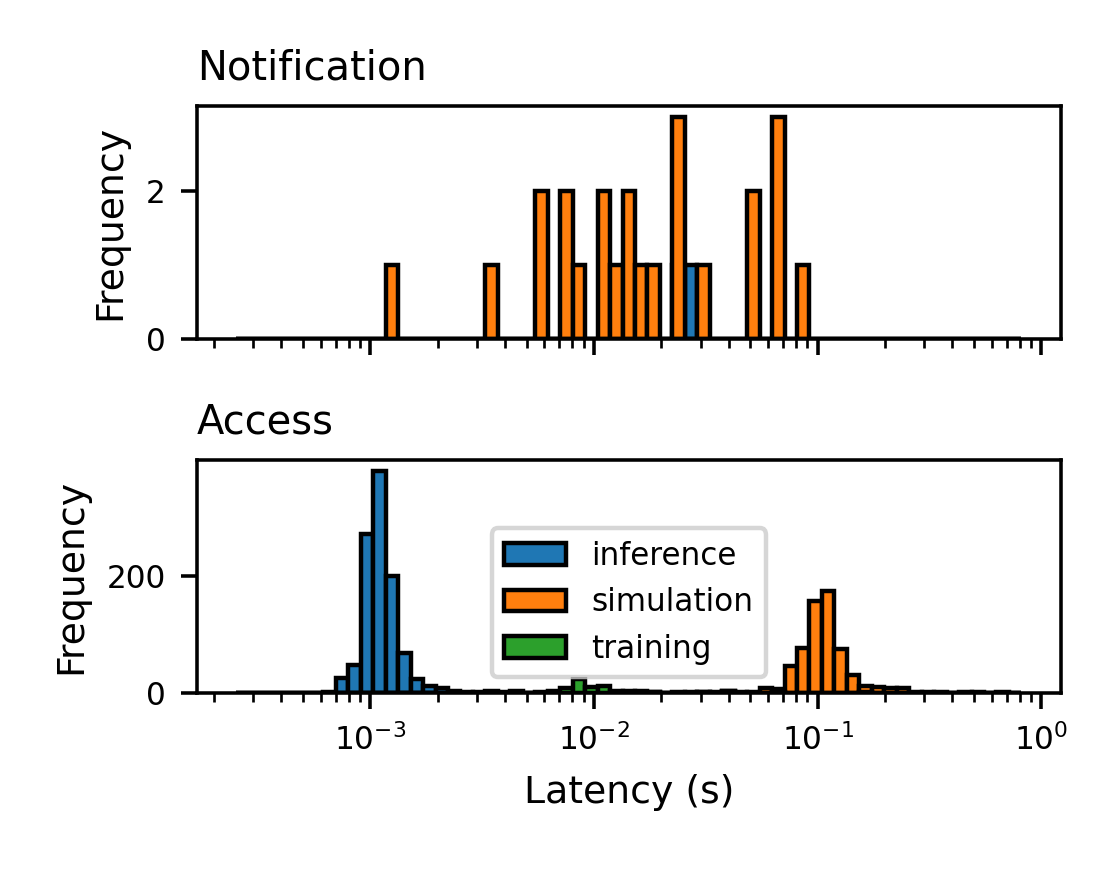 Notification
Frequency
2
0
Access
Frequency
200
0
inference
simulation
training
10⁻³ 10⁻² 10⁻¹ 10⁰
Latency (s)